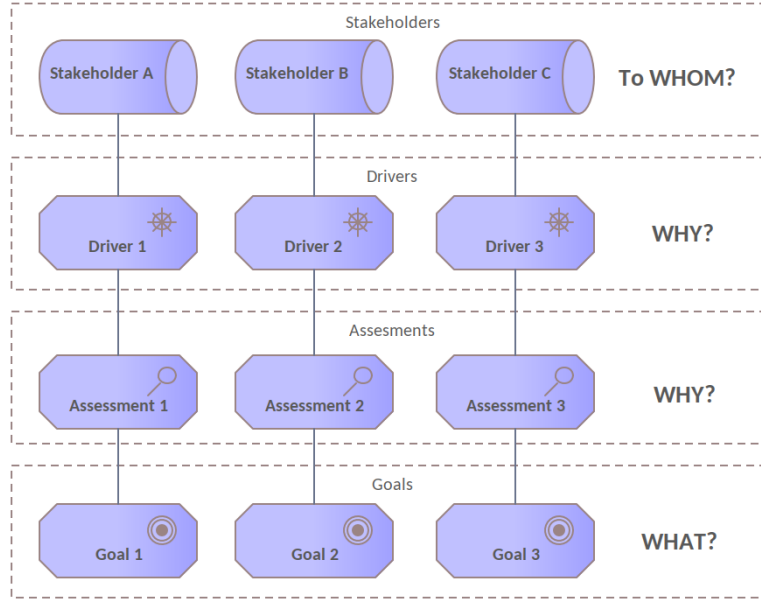 Stakeholders
Stakeholder A
Stakeholder B
Stakeholder C
To WHOM?
Drivers
Driver 1
Driver 2
Driver 3
WHY?
Assesments
Assessment 1
Assessment 2
Assessment 3
WHY?
Goals
Goal 1
Goal 2
Goal 3
WHAT?